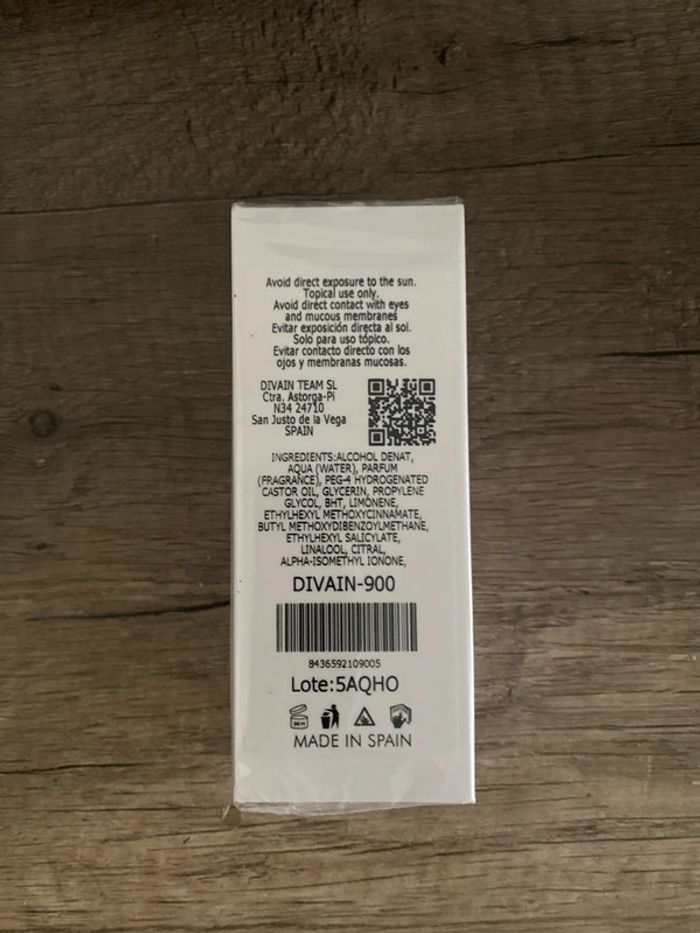 Avoid direct exposure to the sun.
Topical use only.
Avoid direct contact with eyes
and mucous membranes
Evitar exposición directa al sol.
Solo para uso tópico.
Evitar contacto directo con los
ojos y membranas mucosas.
DIVAIN TEAM SL
Ctra. Astorga-Pi
N34 24710
San Justo de la Vega
SPAIN
INGREDIENTS:ALCOHOL DENAT,
AQUA (WATER), PARFUM
(FRAGRANCE), PEG-4 HYDROGENATED
CASTOR OIL, GLYCERIN, PROPYLENE
GLYCOL, BHT, LIMONENE,
ETHYLHEXYL METHOXYCINNAMATE,
BUTYL METHOXYDIBENZOYLMETHANE,
ETHYLHEXYL SALICYLATE,
LINALOOL, CITRAL,
ALPHA-ISOMETHYL IONONE,
DIVAIN-900
8436592109005
Lote:5AQHO
MADE IN SPAIN